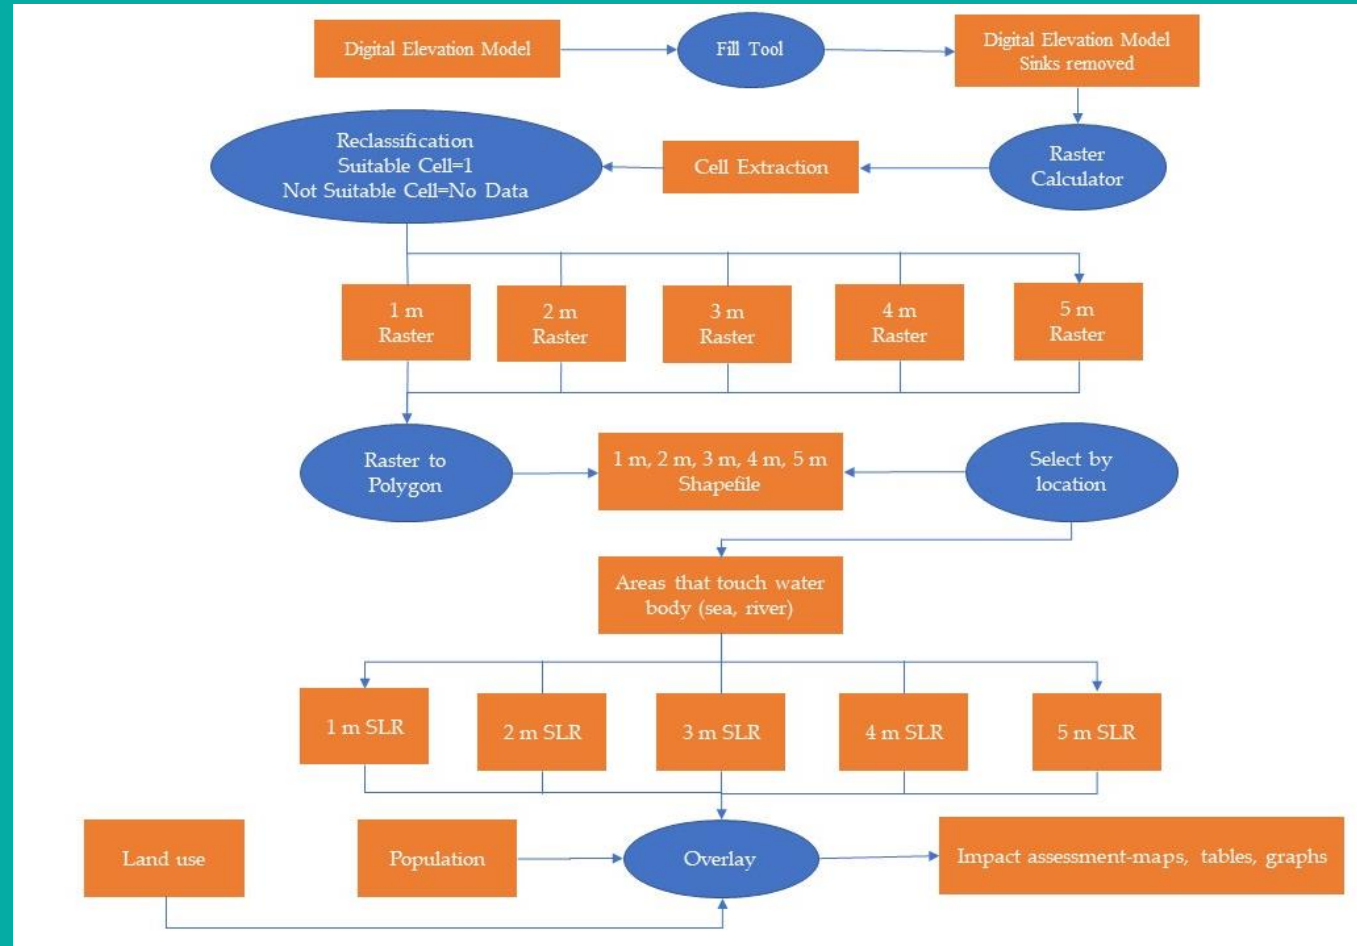 Digital Elevation Model
Fill Tool
Digital Elevation Model
Sinks removed
Reclassification
Suitable Cell=1
Not Suitable Cell=No Data
Cell Extraction
Raster
Calculator
1 m
Raster
2 m
Raster
3 m
Raster
4 m
Raster
5 m
Raster
Raster to
Polygon
1 m, 2 m, 3 m, 4 m, 5 m
Shapefile
Select by
location
Areas that touch water
body (sea, river)
1 m SLR
2 m SLR
3 m SLR
4 m SLR
5 m SLR
Land use
Population
Overlay
Impact assessment-maps, tables, graphs